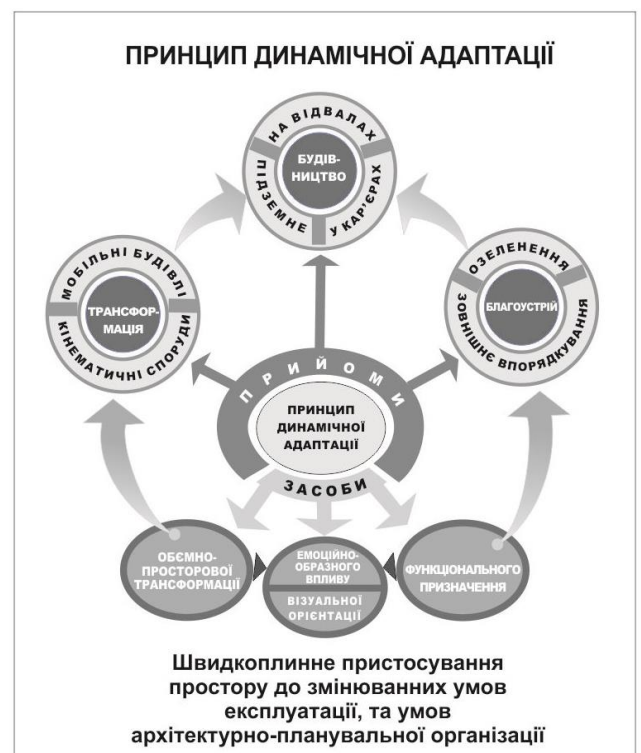 ПРИНЦИП ДИНАМІЧНОЇ АДАПТАЦІЇ
НА ВІДВАЛАХ
ПІДЗЕМНЕ
У КАР'ЄРАХ
БУДІВ-
НИЦТВО
МОБІЛЬНІ БУДІВЛІ
ТРАНСФОР-
МАЦІЯ
КІНЕМАТИЧНІ СПОРУДИ
ОЗЕЛЕНЕННЯ
БЛАГОУСТРІЙ
ЗОВНІШНЄ ВПОРЯДКУВАННЯ
ПРИЙОМИ
ПРИНЦИП
ДИНАМІЧНОЇ
АДАПТАЦІЇ
ЗАСОБИ
ОБЄМНО-
ПРОСТОРОВОЇ
ТРАНСФОРМАЦІЇ
ЕМОЦІЙНО-
ОБРАЗНОГО
ВПЛИВУ
ВІЗУАЛЬНОЇ
ОРІЄНТАЦІЇ
ФУНКЦІОНАЛЬНОГО
ПРИЗНАЧЕННЯ
Швидкоплинне пристосування
простору до змінюванних умов
експлуатації, та умов
архітектурно-планувальної організації